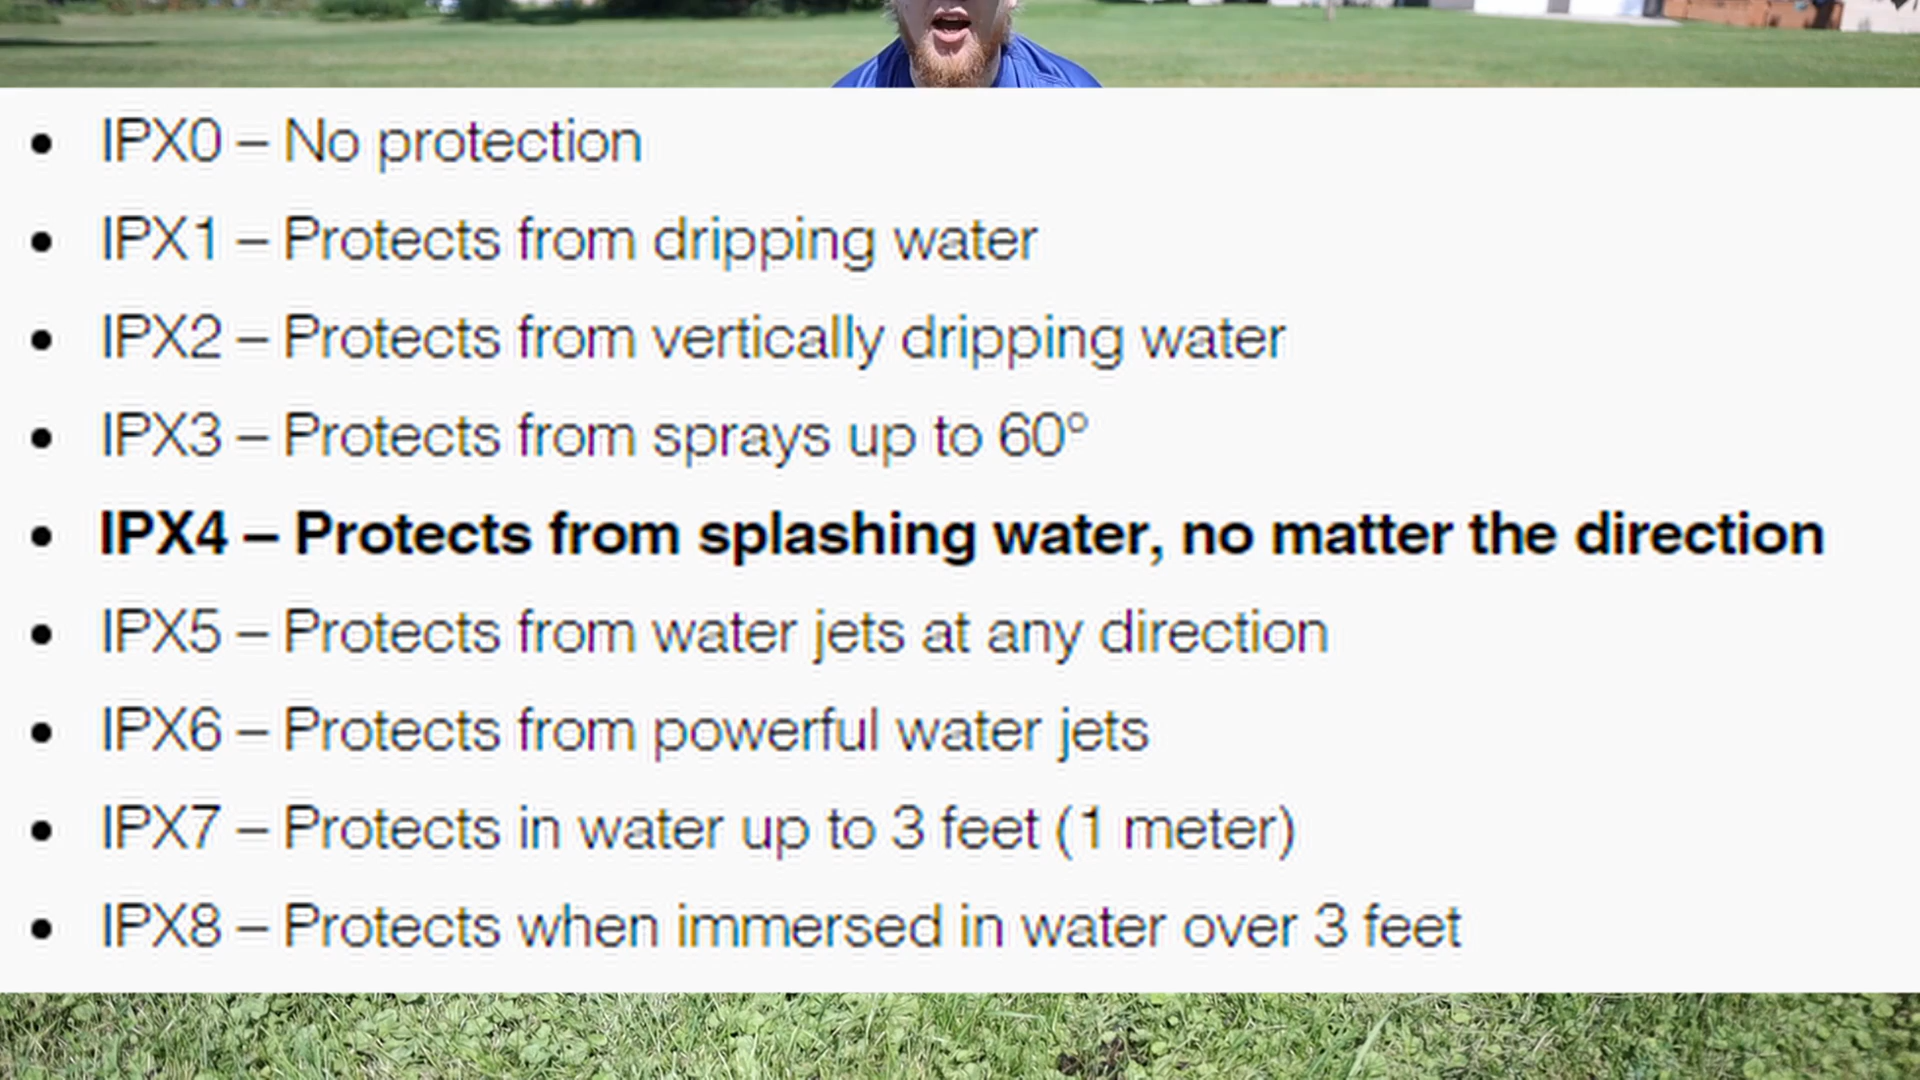 • IPX0 – No protection
• IPX1 – Protects from dripping water
• IPX2 – Protects from vertically dripping water
• IPX3 – Protects from sprays up to 60º
• IPX4 – Protects from splashing water, no matter the direction
• IPX5 – Protects from water jets at any direction
• IPX6 – Protects from powerful water jets
• IPX7 – Protects in water up to 3 feet (1 meter)
• IPX8 – Protects when immersed in water over 3 feet